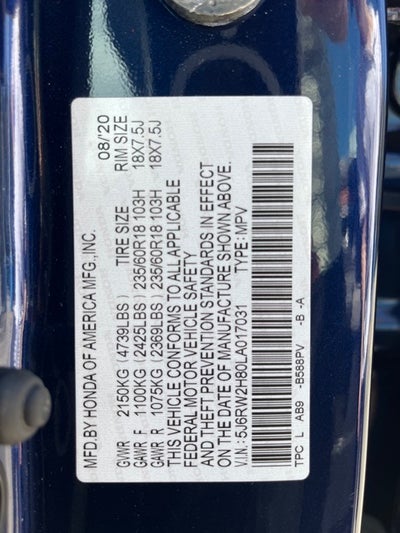 MFD.BY HONDA OF AMERICA MFG.,INC. 08/'20
GVWR 2150KG (4739LBS) TIRE SIZE RIM SIZE
GAWR F 1100KG (2426LBS) 235/60R18 103H 18X7.5J
GAWR R 1075KG (2369LBS) 235/60R18 103H 18X7.5J
THIS VEHICLE CONFORMS TO ALL APPLICABLE
FEDERAL MOTOR VEHICLE SAFETY
AND THEFT PREVENTION STANDARDS IN EFFECT
ON THE DATE OF MANUFACTURE SHOWN ABOVE.
V.I.N.: 5J6RW2H80LA017031 TYPE: MPV
TPC L AB9 -B588PV -B -A